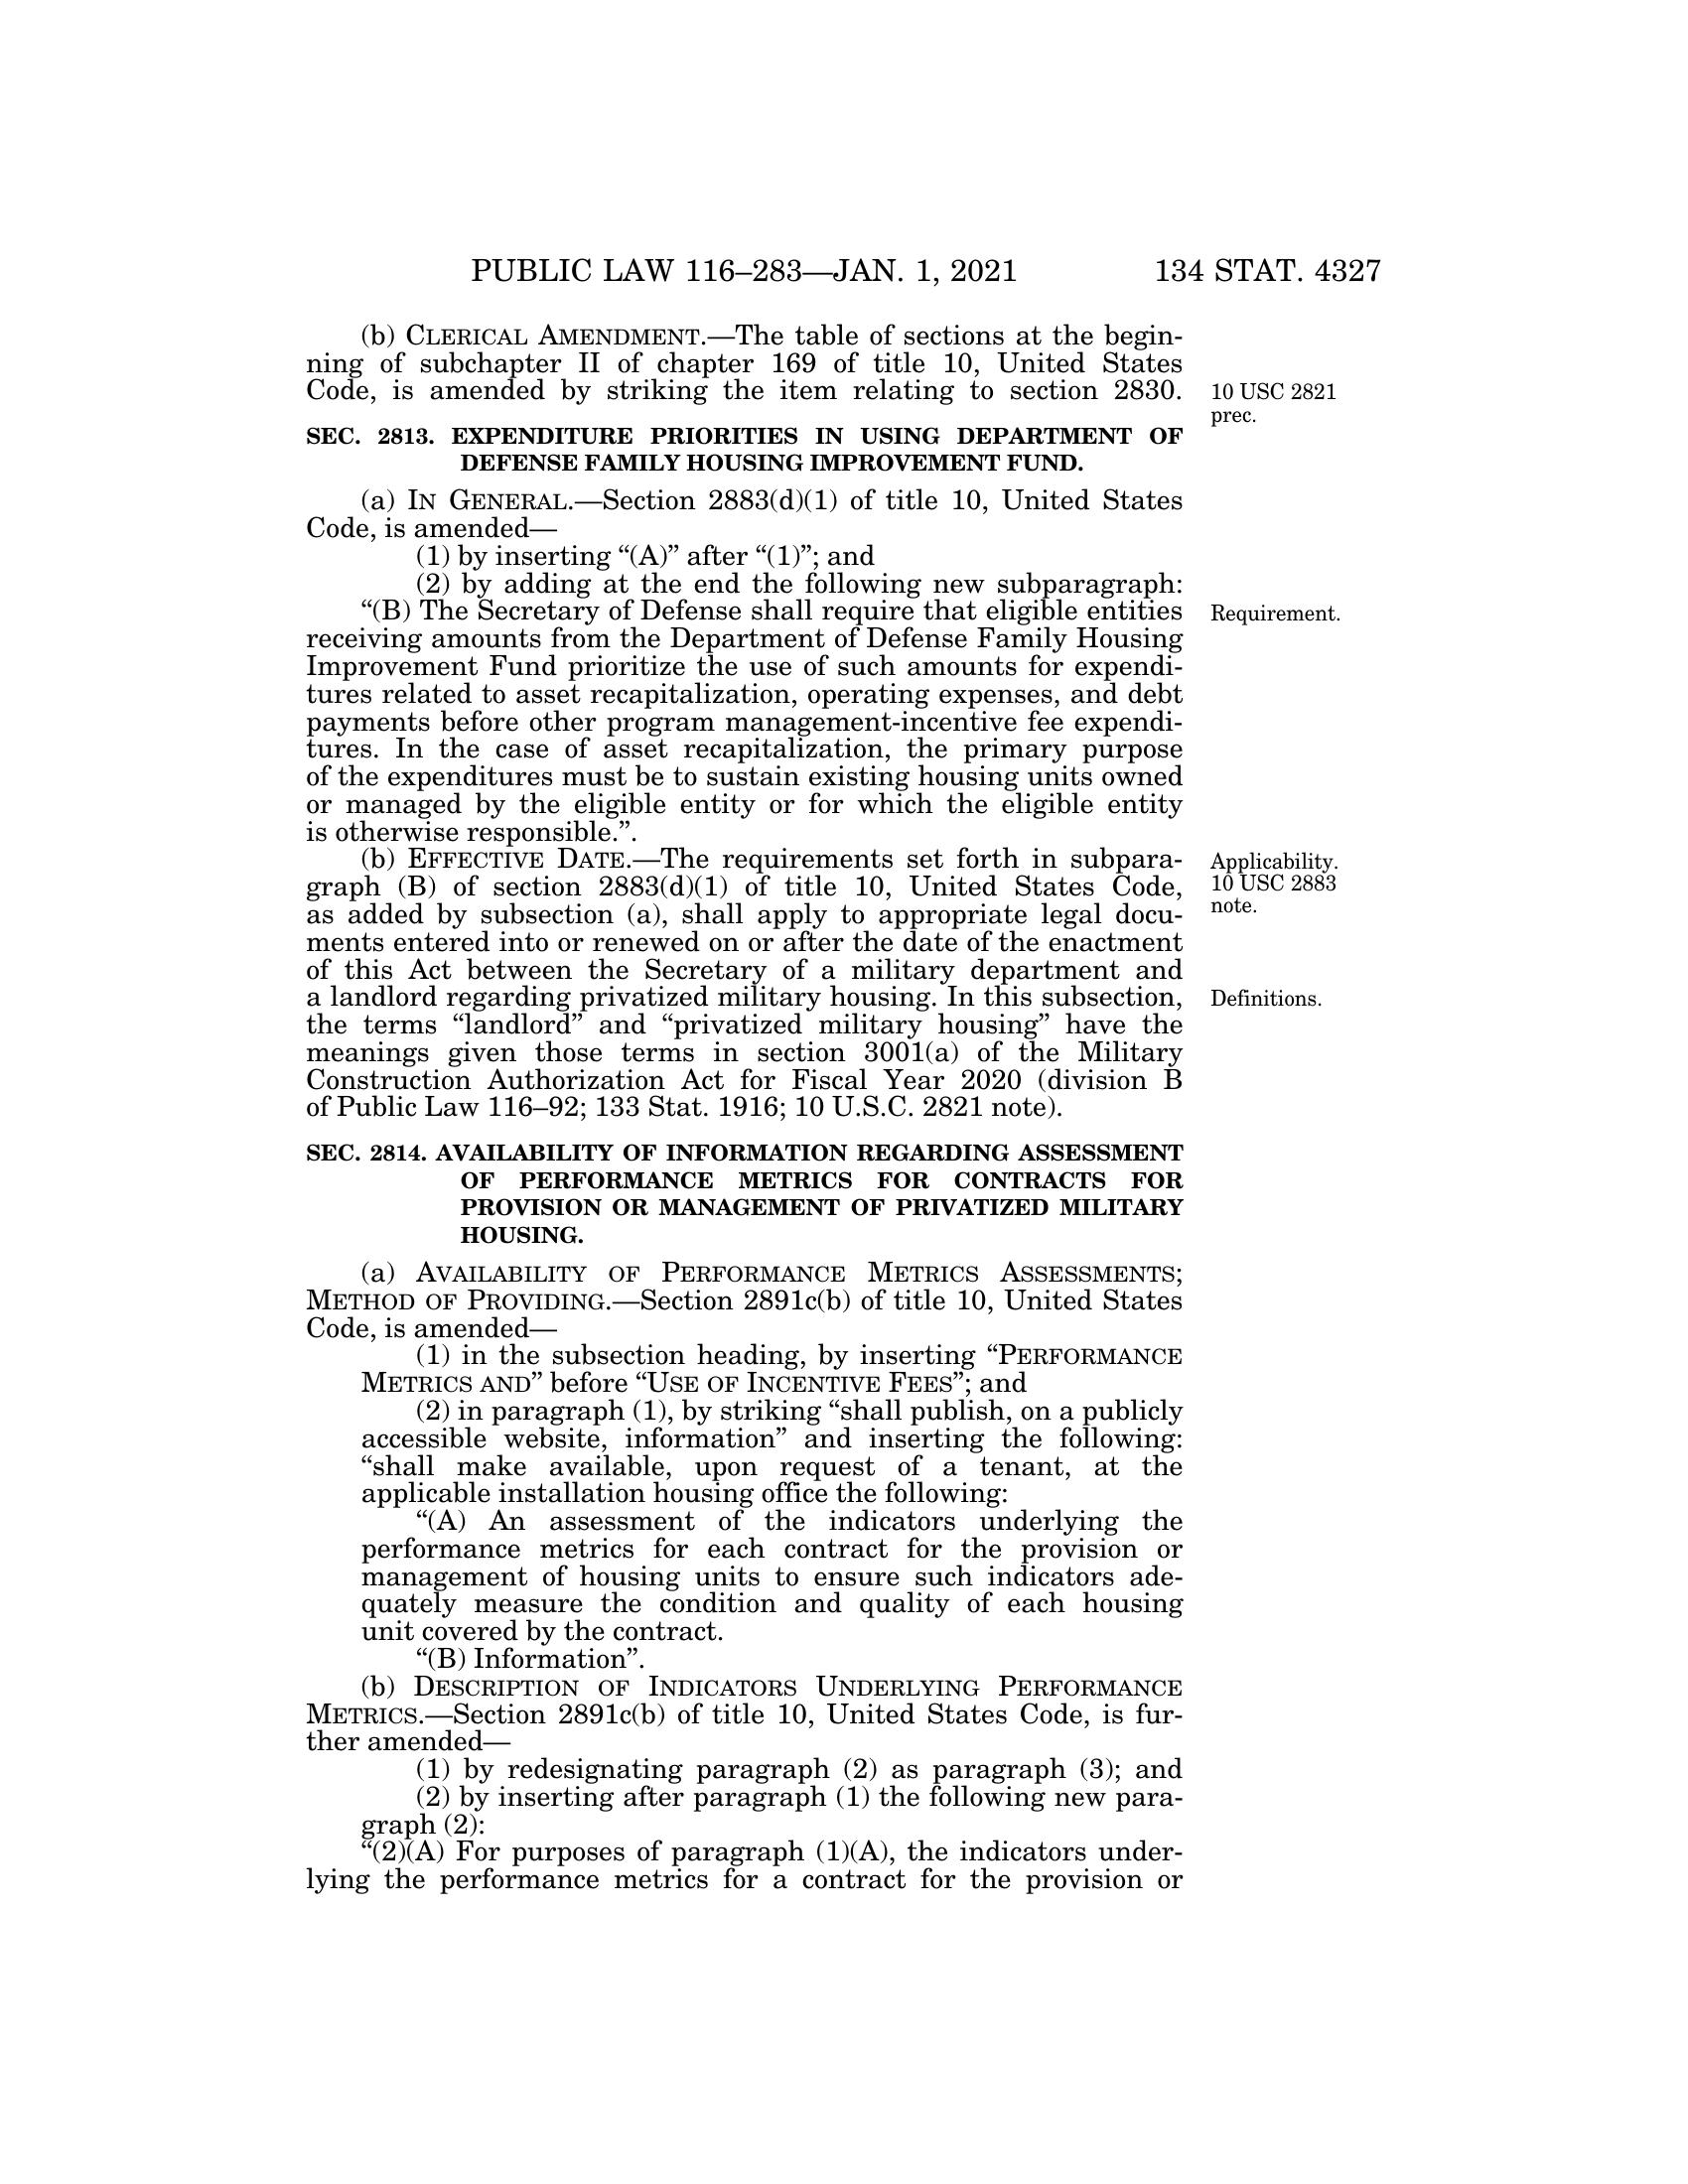 PUBLIC LAW 116–283—JAN. 1, 2021 134 STAT. 4327
(b) CLERICAL AMENDMENT.—The table of sections at the begin-
ning of subchapter II of chapter 169 of title 10, United States
Code, is amended by striking the item relating to section 2830.
10 USC 2821
prec.
SEC. 2813. EXPENDITURE PRIORITIES IN USING DEPARTMENT OF
DEFENSE FAMILY HOUSING IMPROVEMENT FUND.
(a) IN GENERAL.—Section 2883(d)(1) of title 10, United States
Code, is amended—
(1) by inserting “(A)” after “(1)”; and
(2) by adding at the end the following new subparagraph:
“(B) The Secretary of Defense shall require that eligible entities
Requirement.
receiving amounts from the Department of Defense Family Housing
Improvement Fund prioritize the use of such amounts for expendi-
tures related to asset recapitalization, operating expenses, and debt
payments before other program management-incentive fee expendi-
tures. In the case of asset recapitalization, the primary purpose
of the expenditures must be to sustain existing housing units owned
or managed by the eligible entity or for which the eligible entity
is otherwise responsible.”.
(b) EFFECTIVE DATE.—The requirements set forth in subpara-
Applicability.
graph (B) of section 2883(d)(1) of title 10, United States Code,
10 USC 2883
as added by subsection (a), shall apply to appropriate legal docu-
note.
ments entered into or renewed on or after the date of the enactment
of this Act between the Secretary of a military department and
a landlord regarding privatized military housing. In this subsection,
Definitions.
the terms “landlord” and “privatized military housing” have the
meanings given those terms in section 3001(a) of the Military
Construction Authorization Act for Fiscal Year 2020 (division B
of Public Law 116–92; 133 Stat. 1916; 10 U.S.C. 2821 note).
SEC. 2814. AVAILABILITY OF INFORMATION REGARDING ASSESSMENT
OF PERFORMANCE METRICS FOR CONTRACTS FOR
PROVISION OR MANAGEMENT OF PRIVATIZED MILITARY
HOUSING.
(a) AVAILABILITY OF PERFORMANCE METRICS ASSESSMENTS;
METHOD OF PROVIDING.—Section 2891c(b) of title 10, United States
Code, is amended—
(1) in the subsection heading, by inserting “PERFORMANCE
METRICS AND” before “USE OF INCENTIVE FEES”; and
(2) in paragraph (1), by striking “shall publish, on a publicly
accessible website, information” and inserting the following:
“shall make available, upon request of a tenant, at the
applicable installation housing office the following:
“(A) An assessment of the indicators underlying the
performance metrics for each contract for the provision or
management of housing units to ensure such indicators ade-
quately measure the condition and quality of each housing
unit covered by the contract.
“(B) Information”.
(b) DESCRIPTION OF INDICATORS UNDERLYING PERFORMANCE
METRICS.—Section 2891c(b) of title 10, United States Code, is fur-
ther amended—
(1) by redesignating paragraph (2) as paragraph (3); and
(2) by inserting after paragraph (1) the following new para-
graph (2):
“(2)(A) For purposes of paragraph (1)(A), the indicators under-
lying the performance metrics for a contract for the provision or